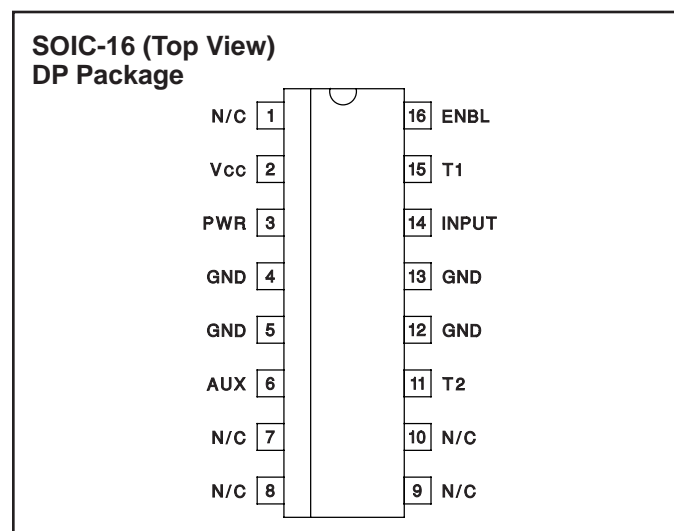 SOIC-16 (Top View)
DP Package
N/C 1 16 ENBL
VCC 2 15 T1
PWR 3 14 INPUT
GND 4 13 GND
GND 5 12 GND
AUX 6 11 T2
N/C 7 10 N/C
N/C 8 9 N/C